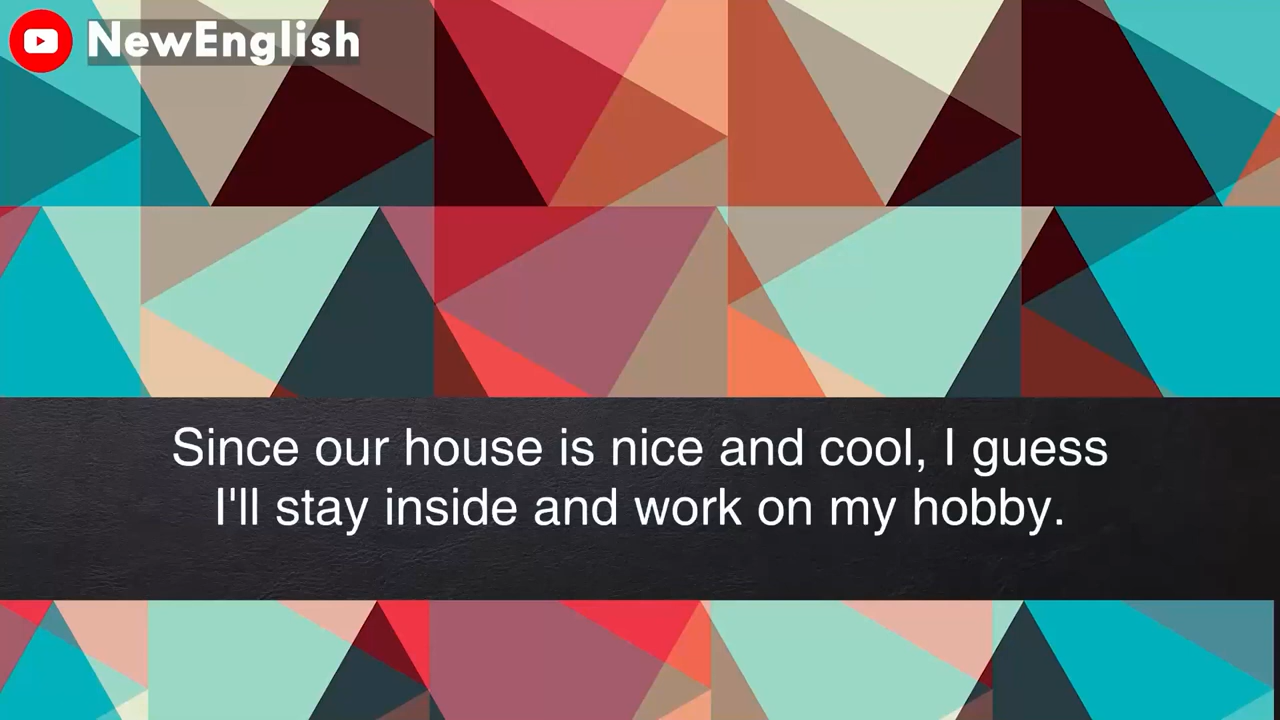 NewEnglish
Since our house is nice and cool, I guess
I'll stay inside and work on my hobby.